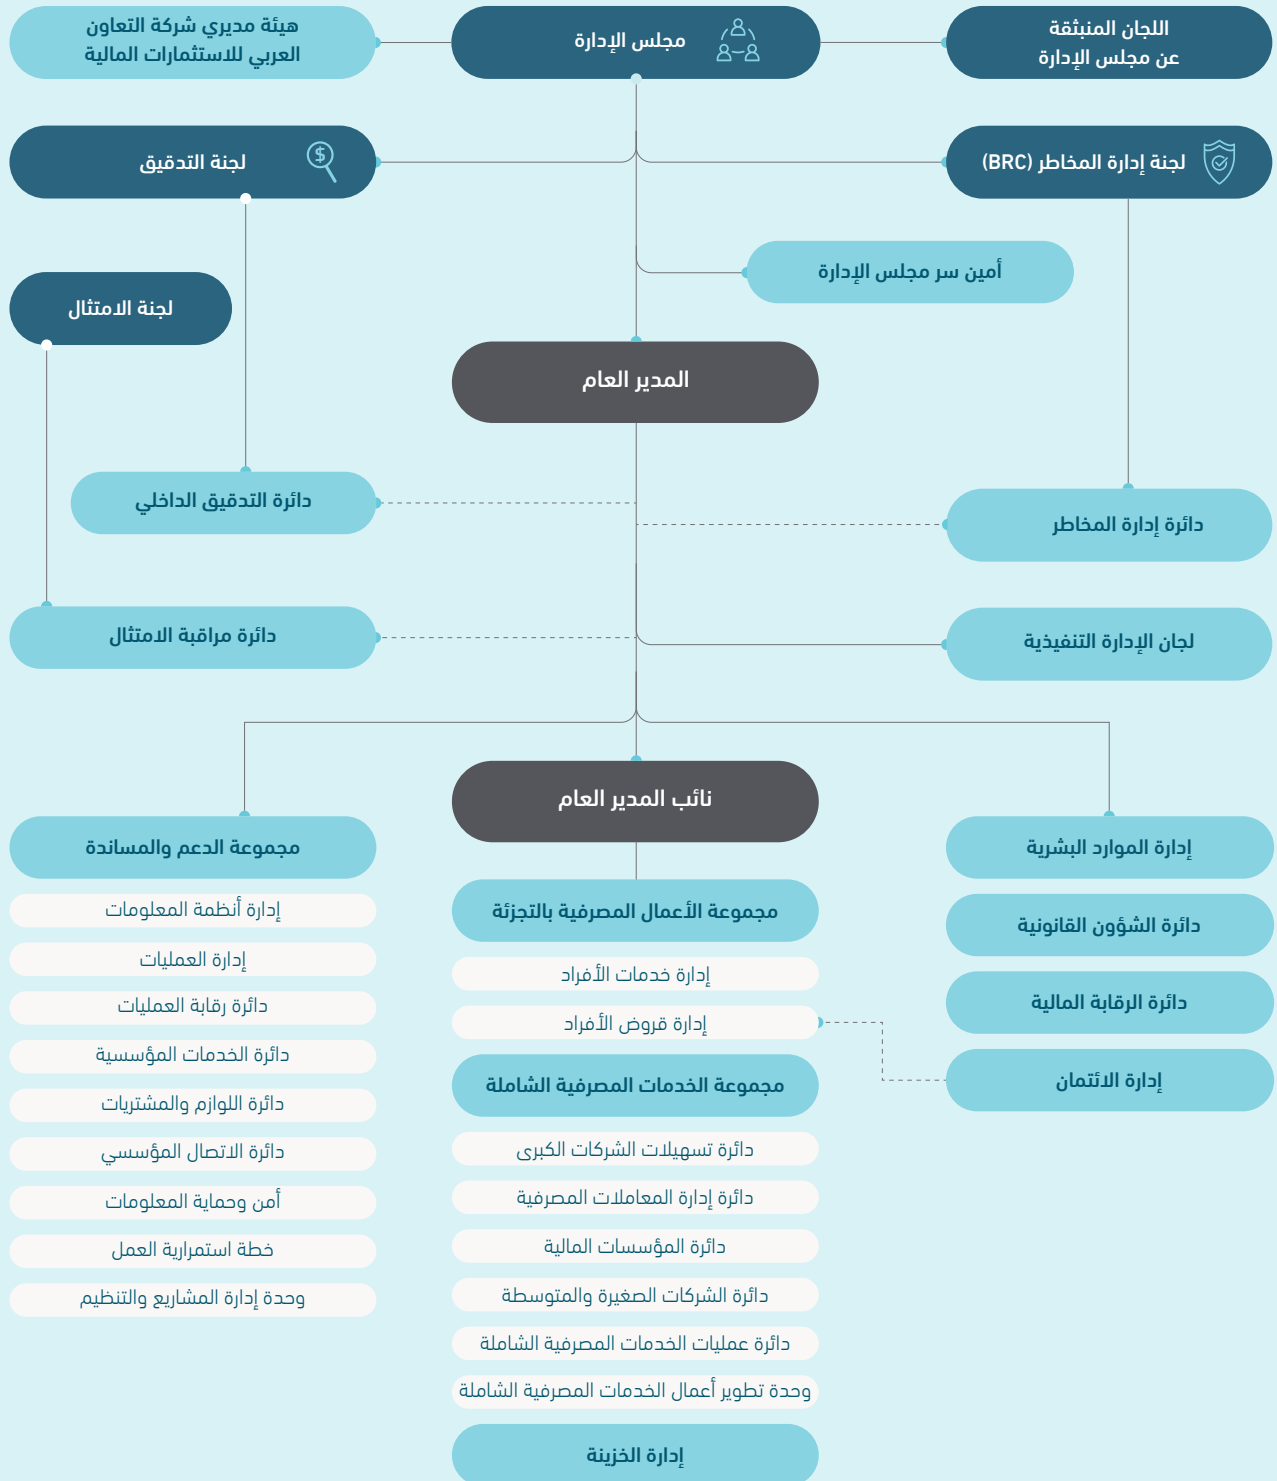 اللجان المنبثقة
عن مجلس الإدارة
مجلس الإدارة
هيئة مديري شركة التعاون
العربي للاستثمارات المالية
لجنة إدارة المخاطر (BRC)
$
لجنة التدقيق
أمين سر مجلس الإدارة
لجنة الامتثال
المدير العام
دائرة إدارة المخاطر
دائرة التدقيق الداخلي
لجان الإدارة التنفيذية
دائرة مراقبة الامتثال
نائب المدير العام
إدارة الموارد البشرية
دائرة الشؤون القانونية
دائرة الرقابة المالية
إدارة الائتمان
مجموعة الأعمال المصرفية بالتجزئة
إدارة خدمات الأفراد
إدارة قروض الأفراد
مجموعة الخدمات المصرفية الشاملة
دائرة تسهيلات الشركات الكبرى
دائرة إدارة المعاملات المصرفية
دائرة المؤسسات المالية
دائرة الشركات الصغيرة والمتوسطة
دائرة عمليات الخدمات المصرفية الشاملة
وحدة تطوير أعمال الخدمات المصرفية الشاملة
إدارة الخزينة
مجموعة الدعم والمساندة
إدارة أنظمة المعلومات
إدارة العمليات
دائرة رقابة العمليات
دائرة الخدمات المؤسسية
دائرة اللوازم والمشتريات
دائرة الاتصال المؤسسي
أمن وحماية المعلومات
خطة استمرارية العمل
وحدة إدارة المشاريع والتنظيم